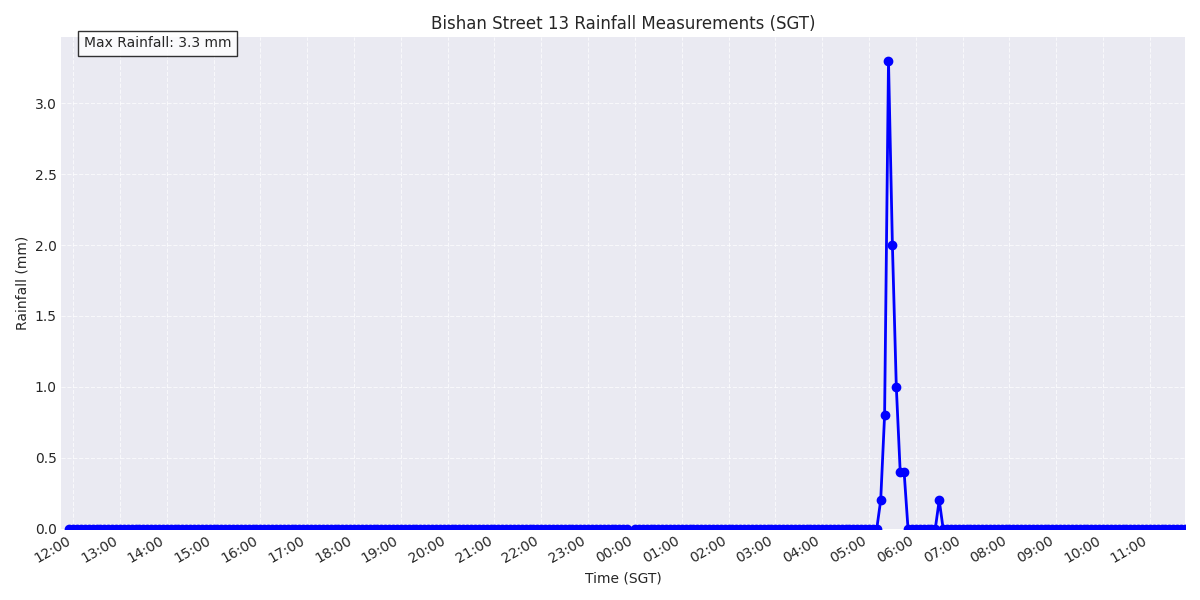 Bishan Street 13 Rainfall Measurements (SGT)
Max Rainfall: 3.3 mm
Rainfall (mm)
3.0
2.5
2.0
1.5
1.0
0.5
0.0
12:00 13:00 14:00 15:00 16:00 17:00 18:00 19:00 20:00 21:00 22:00 23:00 00:00 01:00 02:00 03:00 04:00 05:00 06:00 07:00 08:00 09:00 10:00 11:00
Time (SGT)